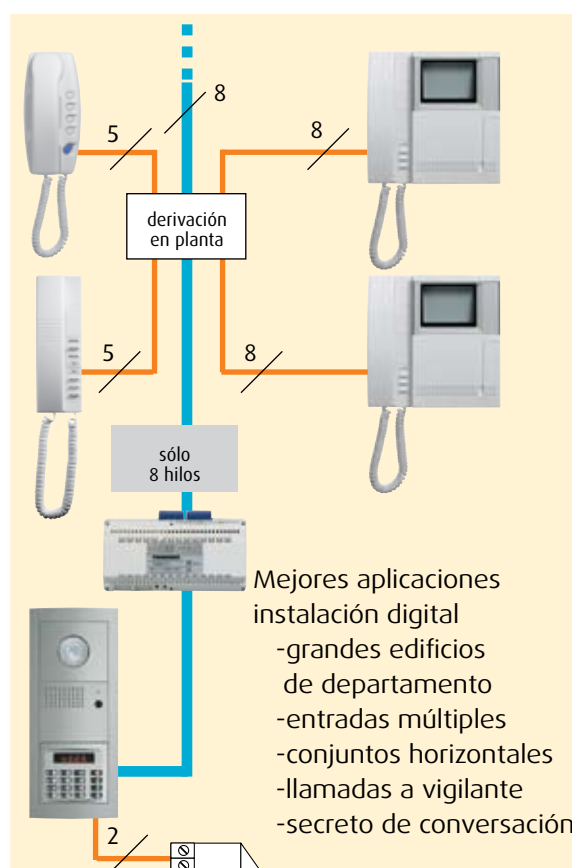 8
5
8
derivación
en planta
5
8
sólo
8 hilos
Mejores aplicaciones
instalación digital
-grandes edificios
de departamento
-entradas múltiples
-conjuntos horizontales
-llamadas a vigilante
-secreto de conversación
2